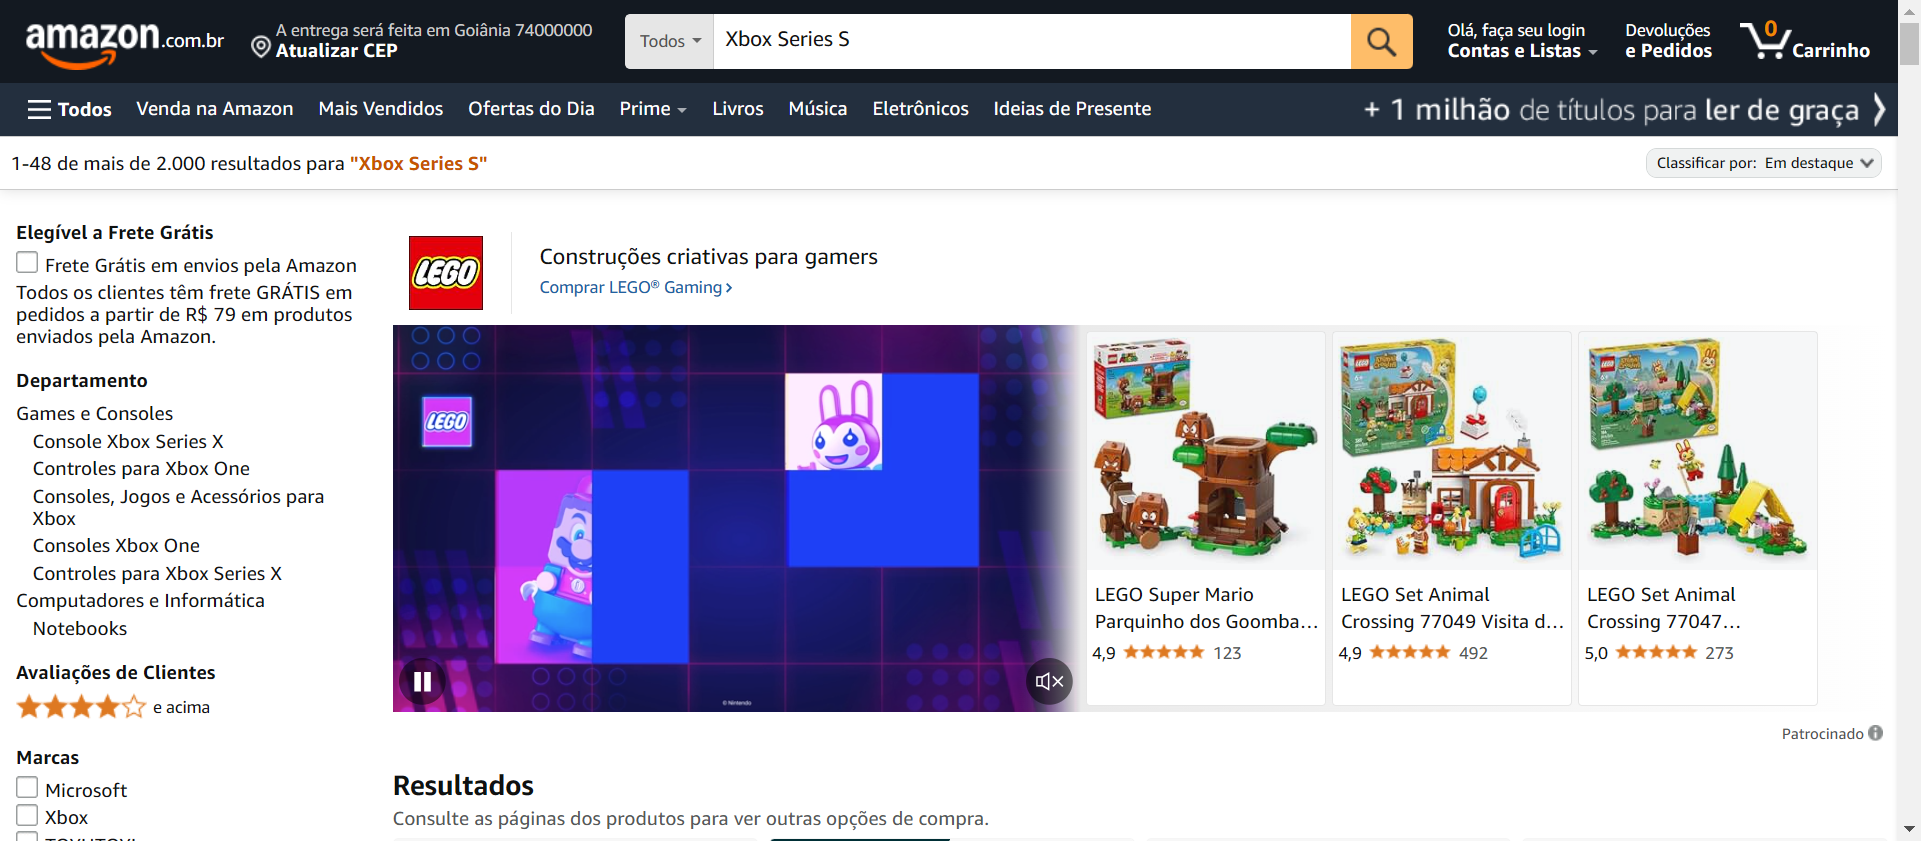 amazon.com.br
A entrega será feita em Goiânia 74000000
Atualizar CEP
Todos
Xbox Series S
Olá, faça seu login
Contas e Listas
Devoluções
e Pedidos
0
Carrinho
Todos
Venda na Amazon
Mais Vendidos
Ofertas do Dia
Prime
Livros
Música
Eletrônicos
Ideias de Presente
+ 1 milhão de títulos para ler de graça
1-48 de mais de 2.000 resultados para "Xbox Series S"
Classificar por: Em destaque
Elegível a Frete Grátis
Frete Grátis em envios pela Amazon
Todos os clientes têm frete GRÁTIS em
pedidos a partir de R$ 79 em produtos
enviados pela Amazon.
Departamento
Games e Consoles
Console Xbox Series X
Controles para Xbox One
Consoles, Jogos e Acessórios para
Xbox
Consoles Xbox One
Controles para Xbox Series X
Computadores e Informática
Notebooks
Avaliações de Clientes
e acima
Marcas
Microsoft
Xbox
LEGO
Construções criativas para gamers
Comprar LEGO® Gaming
LEGO
© Nintendo
LEGO Super Mario
Parquinho dos Goomba...
4,9
123
LEGO Set Animal
Crossing 77049 Visita d...
4,9
492
LEGO Set Animal
Crossing 77047...
5,0
273
Patrocinado
Resultados
Consulte as páginas dos produtos para ver outras opções de compra.